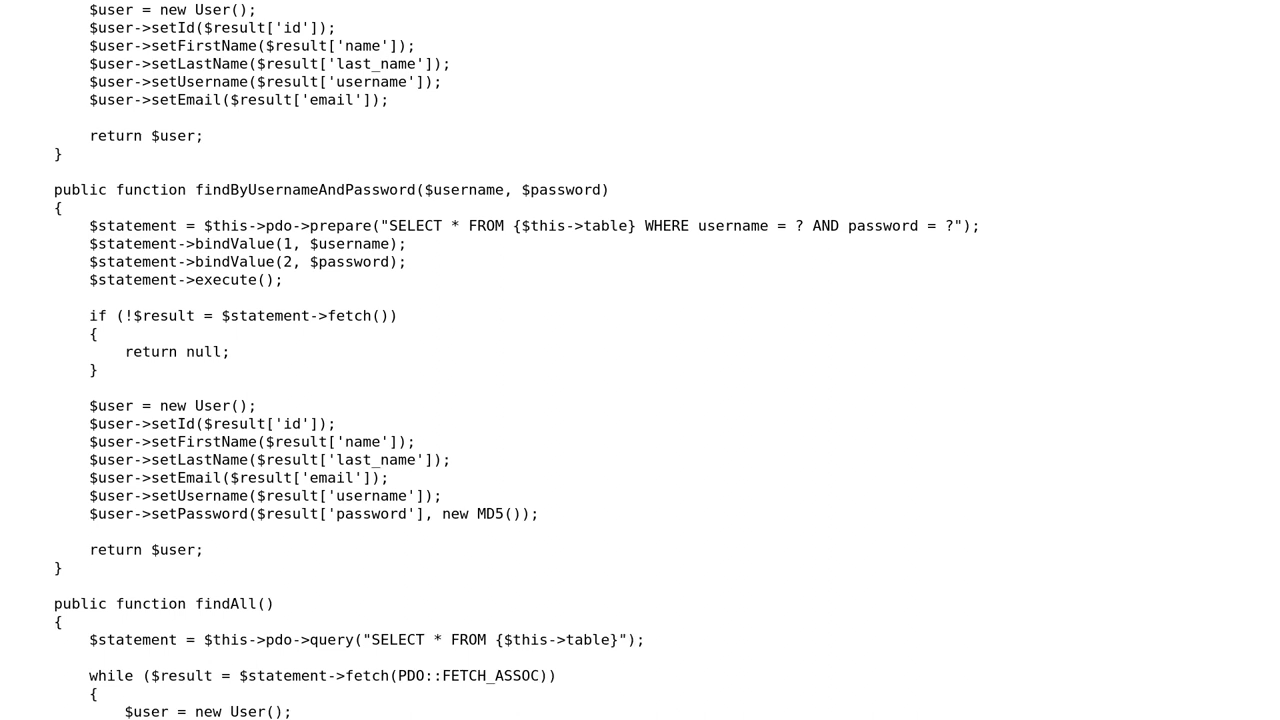 $user = new User();
$user->setId($result['id']);
$user->setFirstName($result['name']);
$user->setLastName($result['last_name']);
$user->setUsername($result['username']);
$user->setEmail($result['email']);
return $user;
}
public function findByUsernameAndPassword($username, $password)
{
$statement = $this->pdo->prepare("SELECT * FROM {$this->table} WHERE username = ? AND password = ?");
$statement->bindValue(1, $username);
$statement->bindValue(2, $password);
$statement->execute();
if (!$result = $statement->fetch())
{
return null;
}
$user = new User();
$user->setId($result['id']);
$user->setFirstName($result['name']);
$user->setLastName($result['last_name']);
$user->setEmail($result['email']);
$user->setUsername($result['username']);
$user->setPassword($result['password'], new MD5());
return $user;
}
public function findAll()
{
$statement = $this->pdo->query("SELECT * FROM {$this->table}");
while ($result = $statement->fetch(PDO::FETCH_ASSOC))
{
$user = new User();